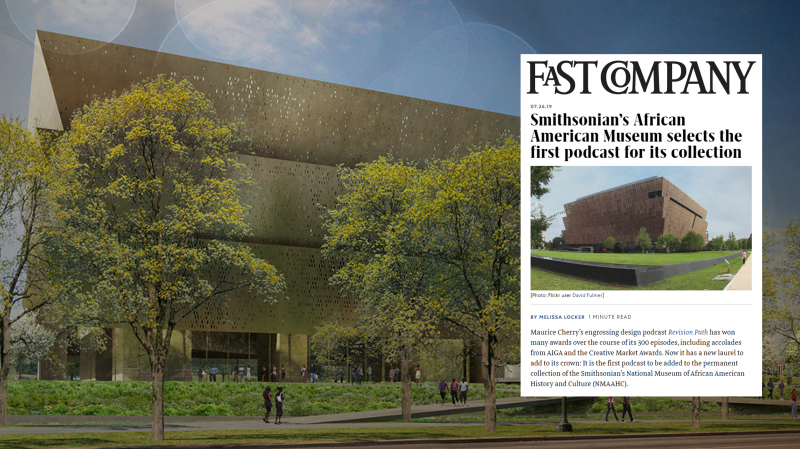 FAST COMPANY
07.26.19
Smithsonian's African
American Museum selects the
first podcast for its collection
[Photo: Flickr user David Fulmer]
BY MELISSA LOCKER 1 MINUTE READ
Maurice Cherry's engrossing design podcast Revision Path has won
many awards over the course of its 300 episodes, including accolades
from AIGA and the Creative Market Awards. Now it has a new laurel to
add to its crown: It is the first podcast to be added to the permanent
collection of the Smithsonian's National Museum of African American
History and Culture (NMAAHC).